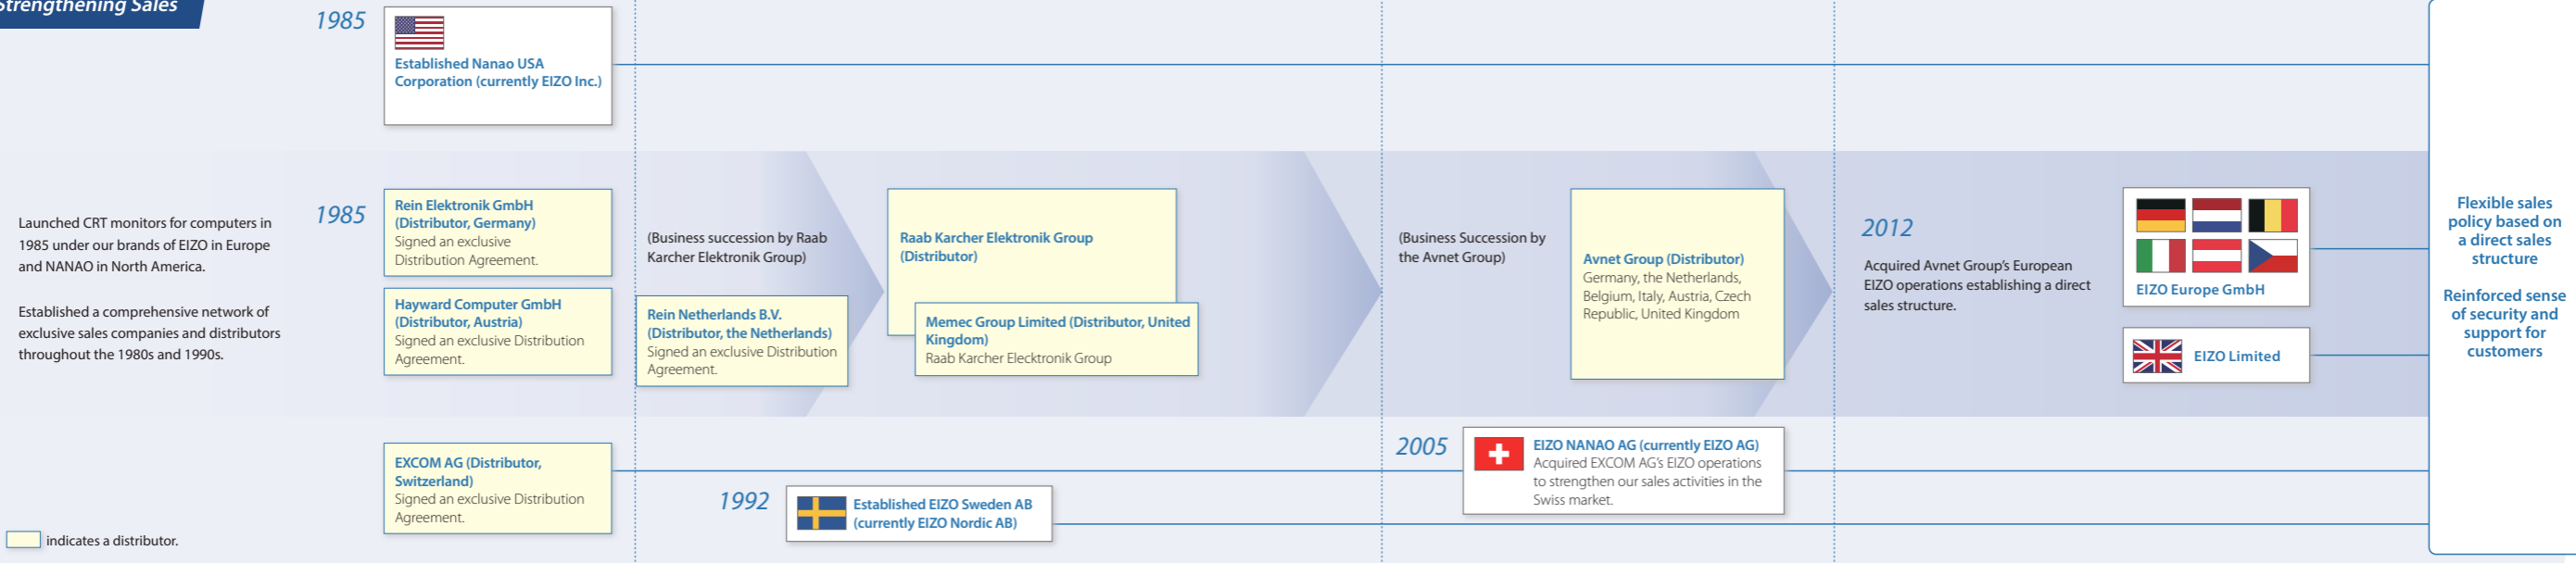 Strengthening Sales
1985
Established Nanao USA
Corporation (currently EIZO Inc.)
Launched CRT monitors for computers in
1985 under our brands of EIZO in Europe
and NANAO in North America.
Established a comprehensive network of
exclusive sales companies and distributors
throughout the 1980s and 1990s.
1985
Rein Elektronik GmbH
(Distributor, Germany)
Signed an exclusive
Distribution Agreement.
Hayward Computer GmbH
(Distributor, Austria)
Signed an exclusive Distribution
Agreement.
(Business succession by Raab
Karcher Elektronik Group)
Rein Netherlands B.V.
(Distributor, the Netherlands)
Signed an exclusive Distribution
Agreement.
Raab Karcher Elektronik Group
(Distributor)
Memec Group Limited (Distributor, United
Kingdom)
Raab Karcher Elecktronik Group
(Business Succession by
the Avnet Group)
Avnet Group (Distributor)
Germany, the Netherlands,
Belgium, Italy, Austria, Czech
Republic, United Kingdom
2012
Acquired Avnet Group's European
EIZO operations establishing a direct
sales structure.
EIZO Europe GmbH
EIZO Limited
Flexible sales
policy based on
a direct sales
structure
Reinforced sense
of security and
support for
customers
EXCOM AG (Distributor,
Switzerland)
Signed an exclusive Distribution
Agreement.
1992
Established EIZO Sweden AB
(currently EIZO Nordic AB)
2005
EIZO NANAO AG (currently EIZO AG)
Acquired EXCOM AG's EIZO operations
to strengthen our sales activities in the
Swiss market.
indicates a distributor.